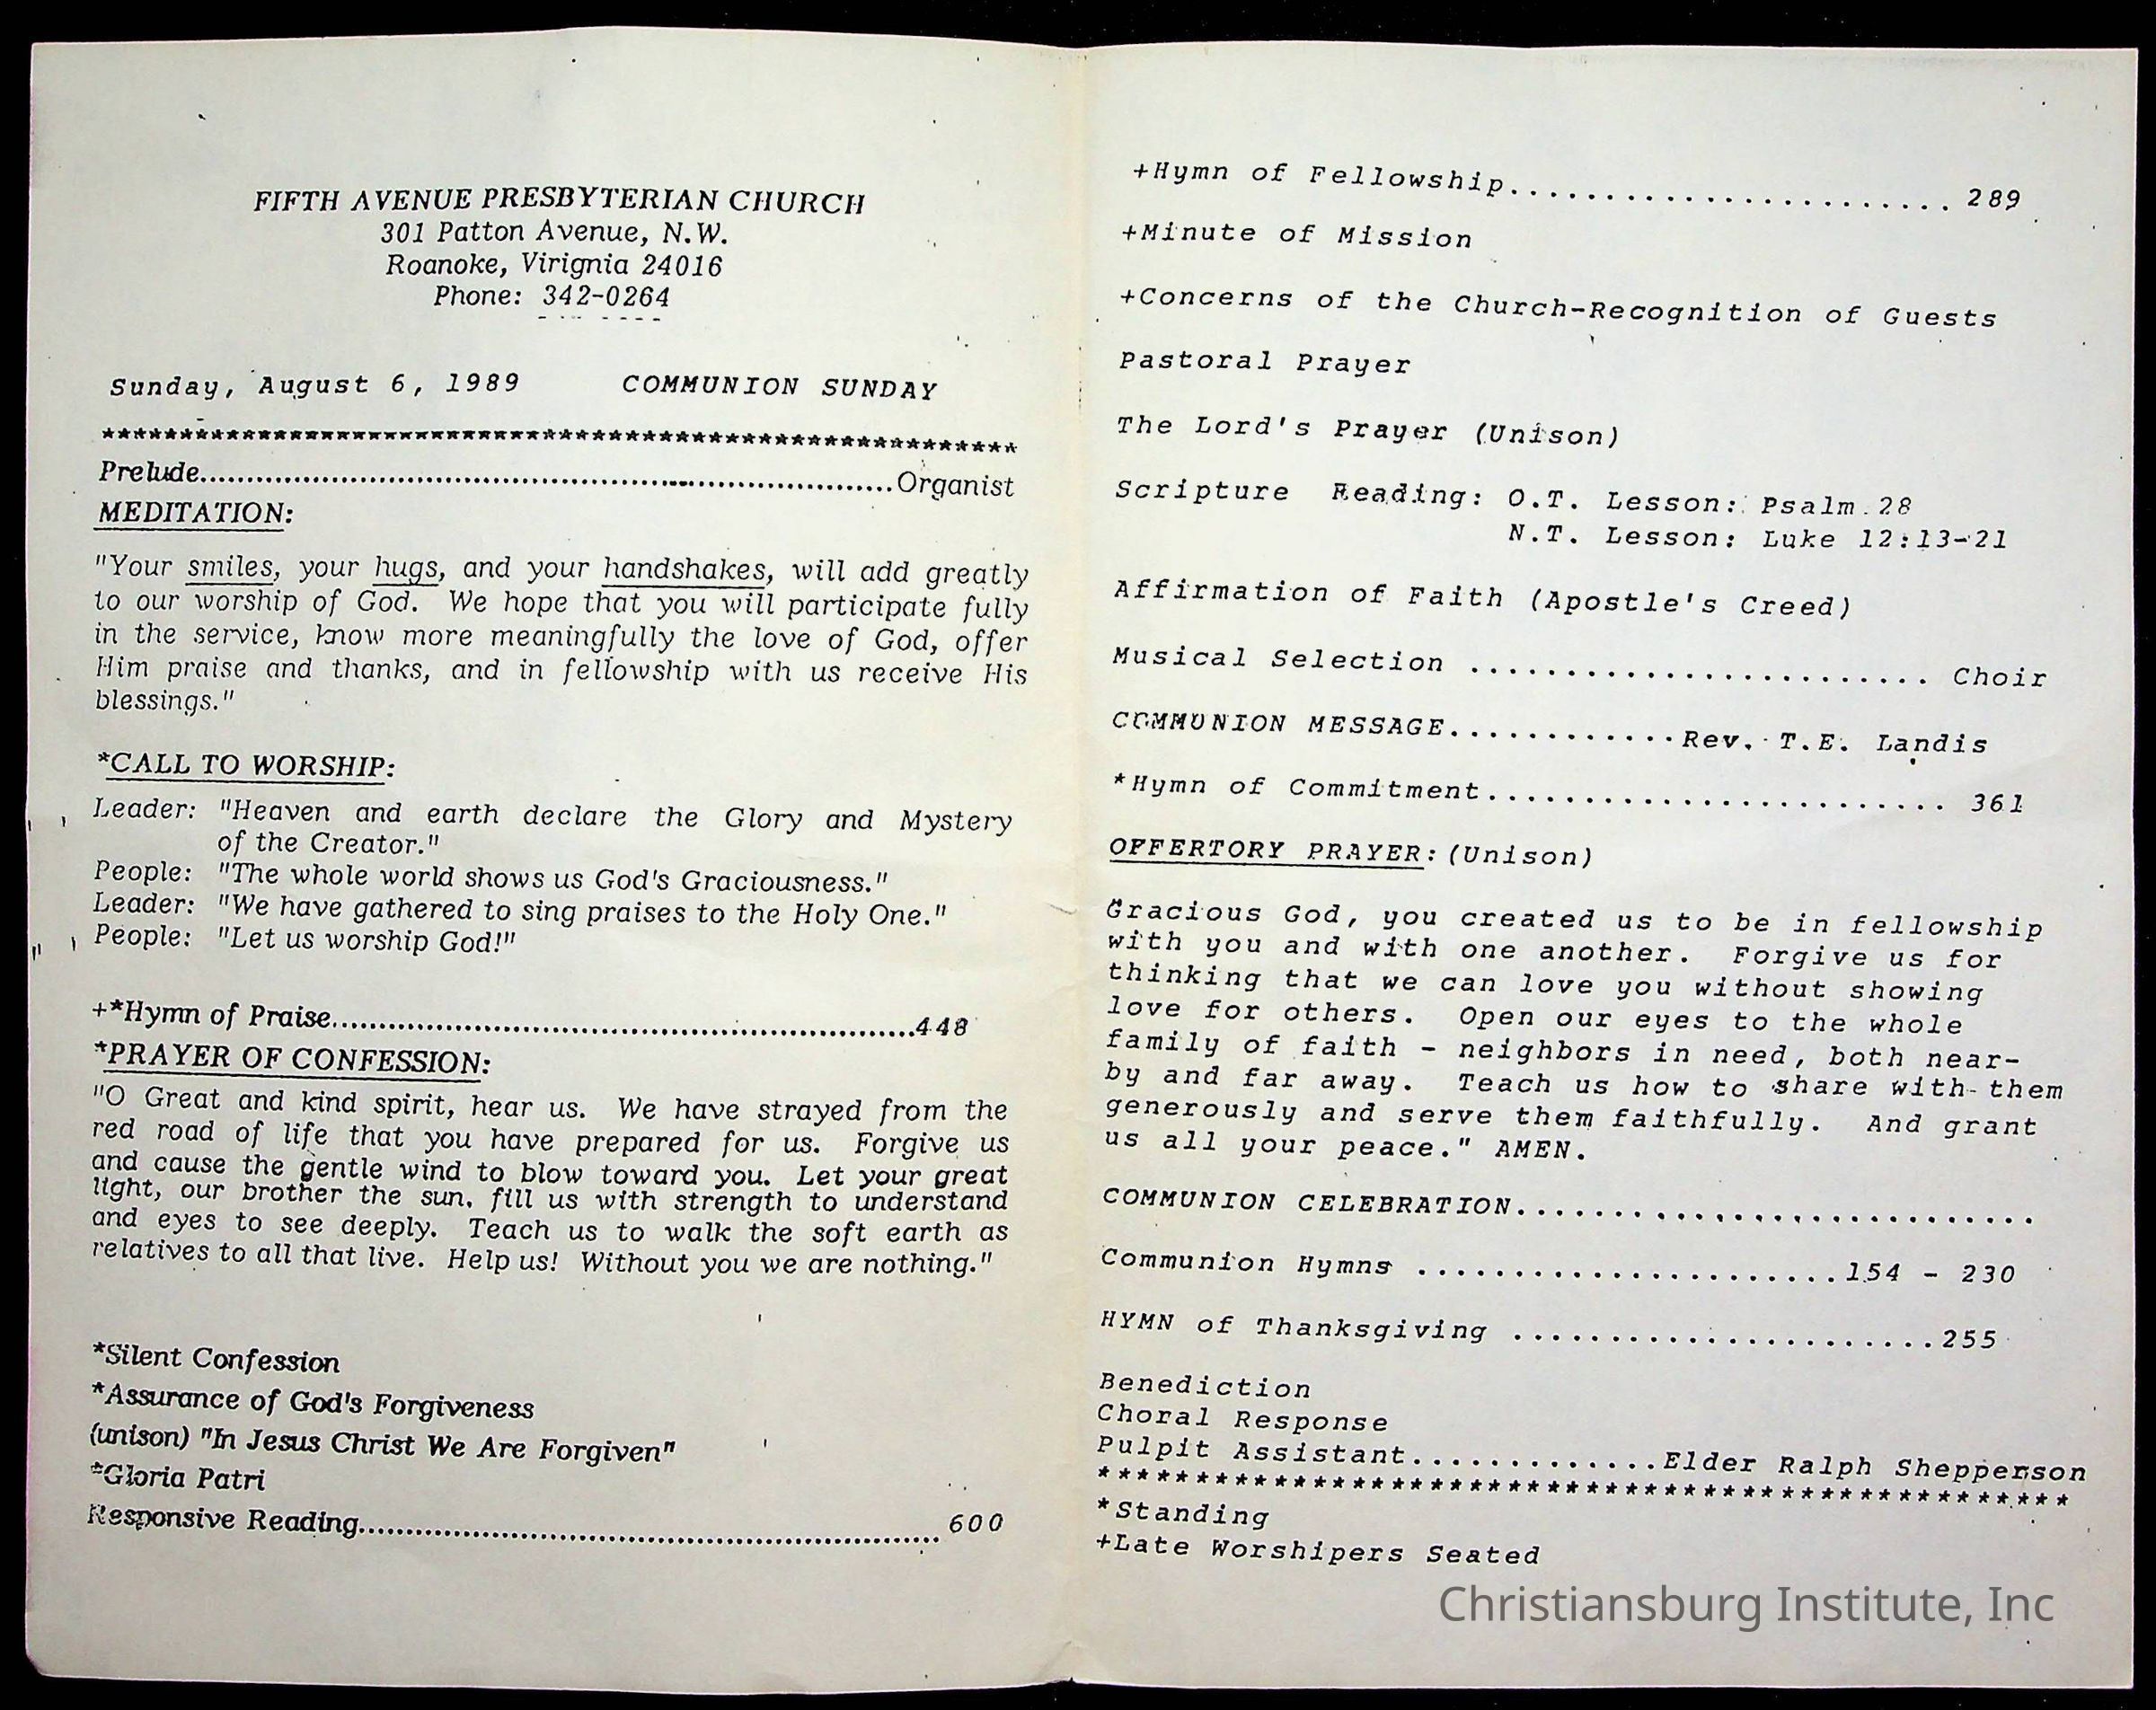 FIFTH AVENUE PRESBYTERIAN CHURCH
301 Patton Avenue, N.W.
Roanoke, Virignia 24016
Phone: 342-0264
Sunday, August 6, 1989 COMMUNION SUNDAY
***********************************************************
Prelude..........................................................................Organist
MEDITATION:
"Your smiles, your hugs, and your handshakes, will add greatly
to our worship of God. We hope that you will participate fully
in the service, know more meaningfully the love of God, offer
Him praise and thanks, and in fellowship with us receive His
blessings."
*CALL TO WORSHIP:
Leader: "Heaven and earth declare the Glory and Mystery
of the Creator."
People: "The whole world shows us God's Graciousness."
Leader: "We have gathered to sing praises to the Holy One."
People: "Let us worship God!"
+*Hymn of Praise..............................................................448
*PRAYER OF CONFESSION:
"O Great and kind spirit, hear us. We have strayed from the
red road of life that you have prepared for us. Forgive us
and cause the gentle wind to blow toward you. Let your great
light, our brother the sun, fill us with strength to understand
and eyes to see deeply. Teach us to walk the soft earth as
relatives to all that live. Help us! Without you we are nothing."
*Silent Confession
*Assurance of God's Forgiveness
(unison) "In Jesus Christ We Are Forgiven"
*Gloria Patri
Responsive Reading.............................................................. 600
+Hymn of Fellowship....................... 289
+Minute of Mission
+Concerns of the Church-Recognition of Guests
Pastoral Prayer
The Lord's Prayer (Unison)
Scripture Reading: O.T. Lesson: Psalm 28
N.T. Lesson: Luke 12:13-21
Affirmation of Faith (Apostle's Creed)
Musical Selection ........................ Choir
COMMUNION MESSAGE............Rev. T.E. Landis
*Hymn of Commitment........................ 361
OFFERTORY PRAYER: (Unison)
Gracious God, you created us to be in fellowship
with you and with one another. Forgive us for
thinking that we can love you without showing
love for others. Open our eyes to the whole
family of faith - neighbors in need, both near-
by and far away. Teach us how to share with them
generously and serve them faithfully. And grant
us all your peace." AMEN.
COMMUNION CELEBRATION...........................
Communion Hymns ......................154 - 230
HYMN of Thanksgiving ......................255
Benediction
Choral Response
Pulpit Assistant.............Elder Ralph Shepperson
**************************************************
*Standing
+Late Worshipers Seated
Christiansburg Institute, Inc